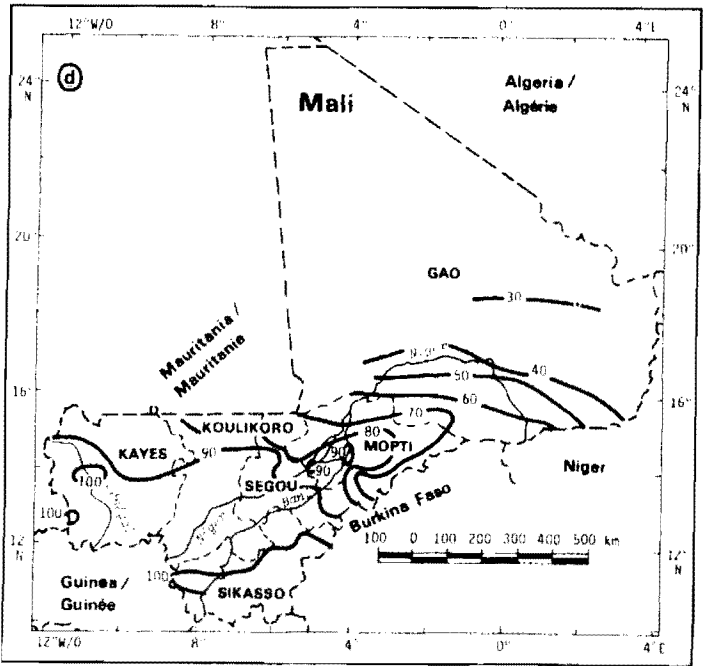 12°W/O 8° 4° 0° 4°E
d
24°
N
Mali
Algeria /
Algérie
24°
N
20°
20°
GAO
30
Mauritania /
Mauritanie
40
50
60
16°
16°
70
KOULIKORO
80
KAYES
90
90
MOPTI
90
SEGOU
Niger
100
Bani
100
Burkina Faso
12°
N
100 0 100 200 300 400 500 km
12°
N
Guinea /
Guinée
100
SIKASSO
12°W/O 8° 4° 0° 4°E